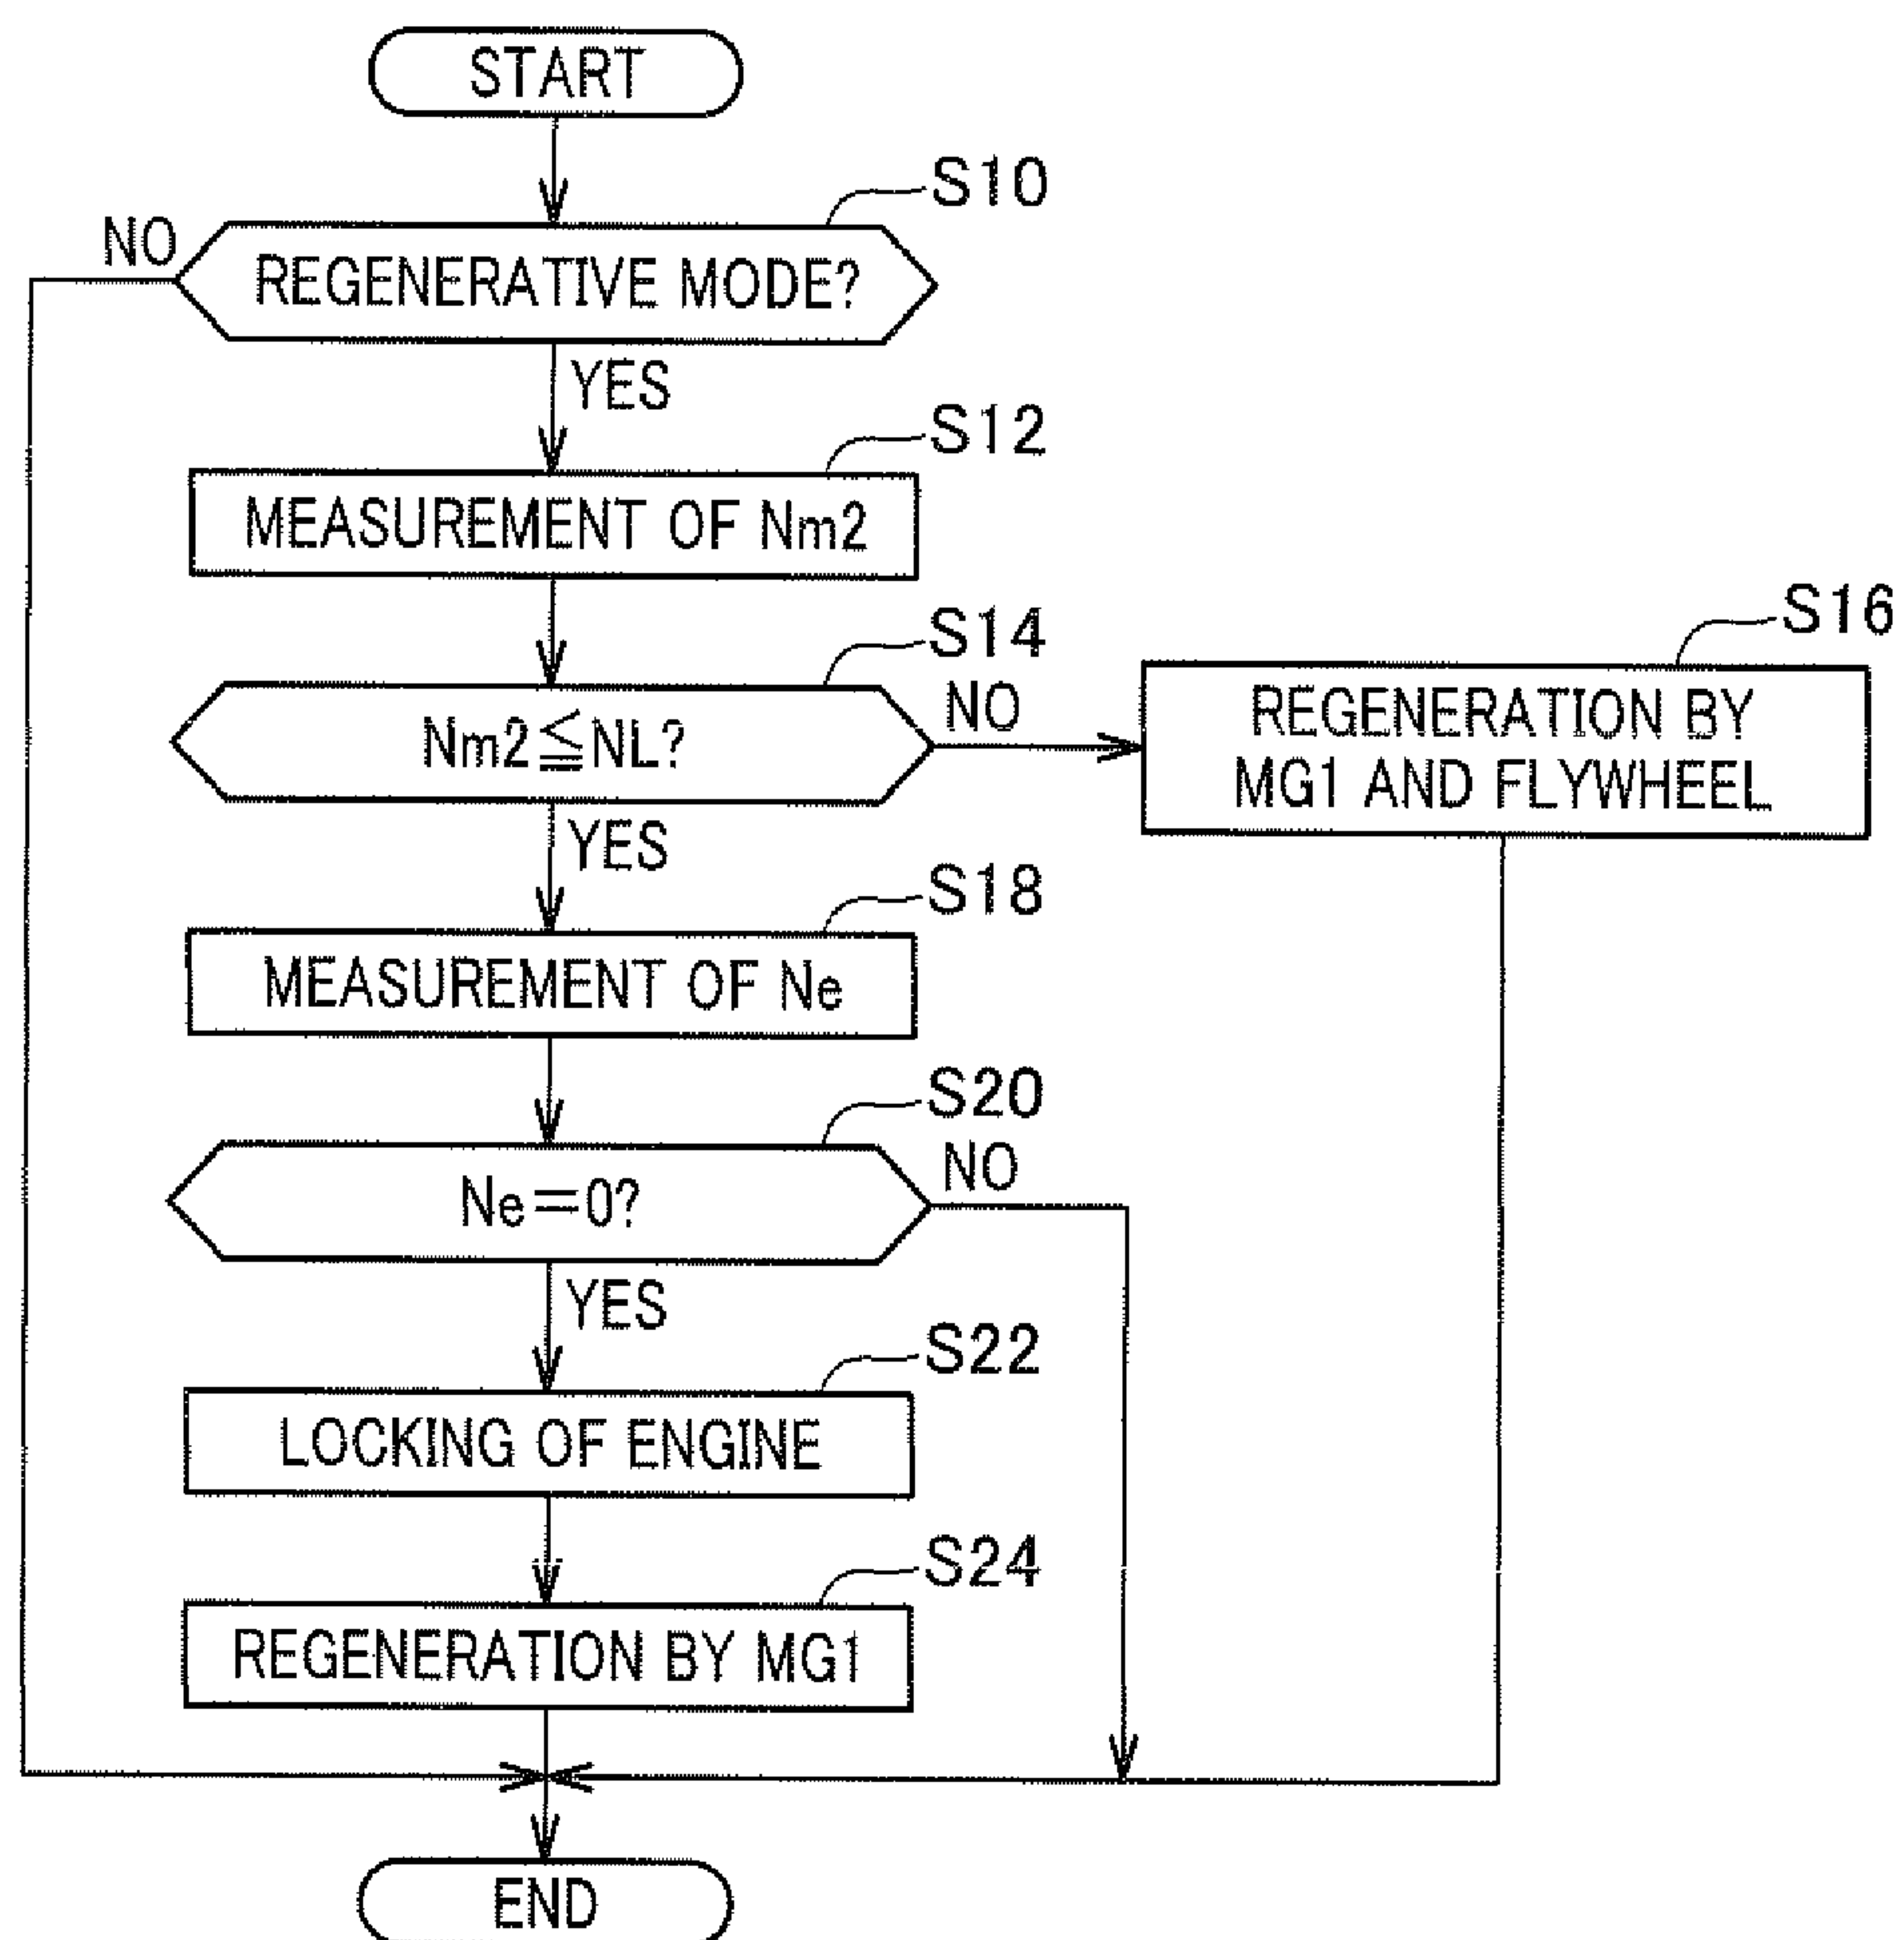 START
S10
NO
REGENERATIVE MODE?
YES
S12
MEASUREMENT OF Nm2
S14
Nm2≦NL?
NO
S16
REGENERATION BY
MG1 AND FLYWHEEL
YES
S18
MEASUREMENT OF Ne
S20
Ne=0?
NO
YES
S22
LOCKING OF ENGINE
S24
REGENERATION BY MG1
END